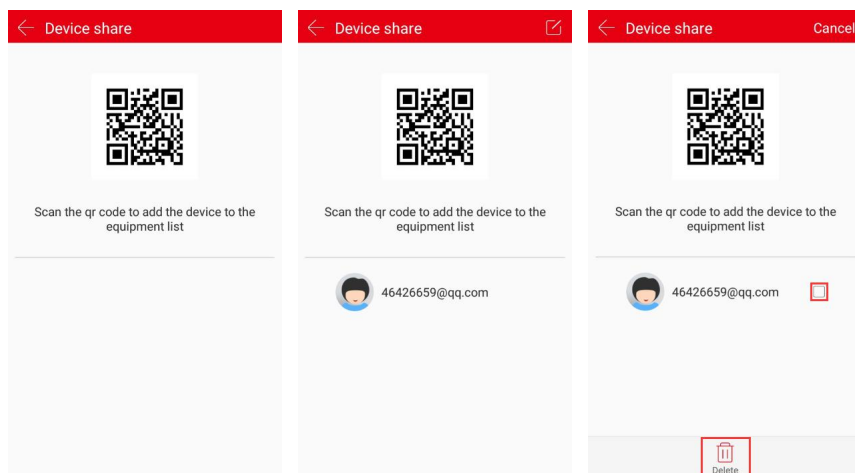 Device share
Scan the qr code to add the device to the
equipment list
Device share
Scan the qr code to add the device to the
equipment list
46426659@qq.com
Device share
Cancel
Scan the qr code to add the device to the
equipment list
46426659@qq.com
Delete